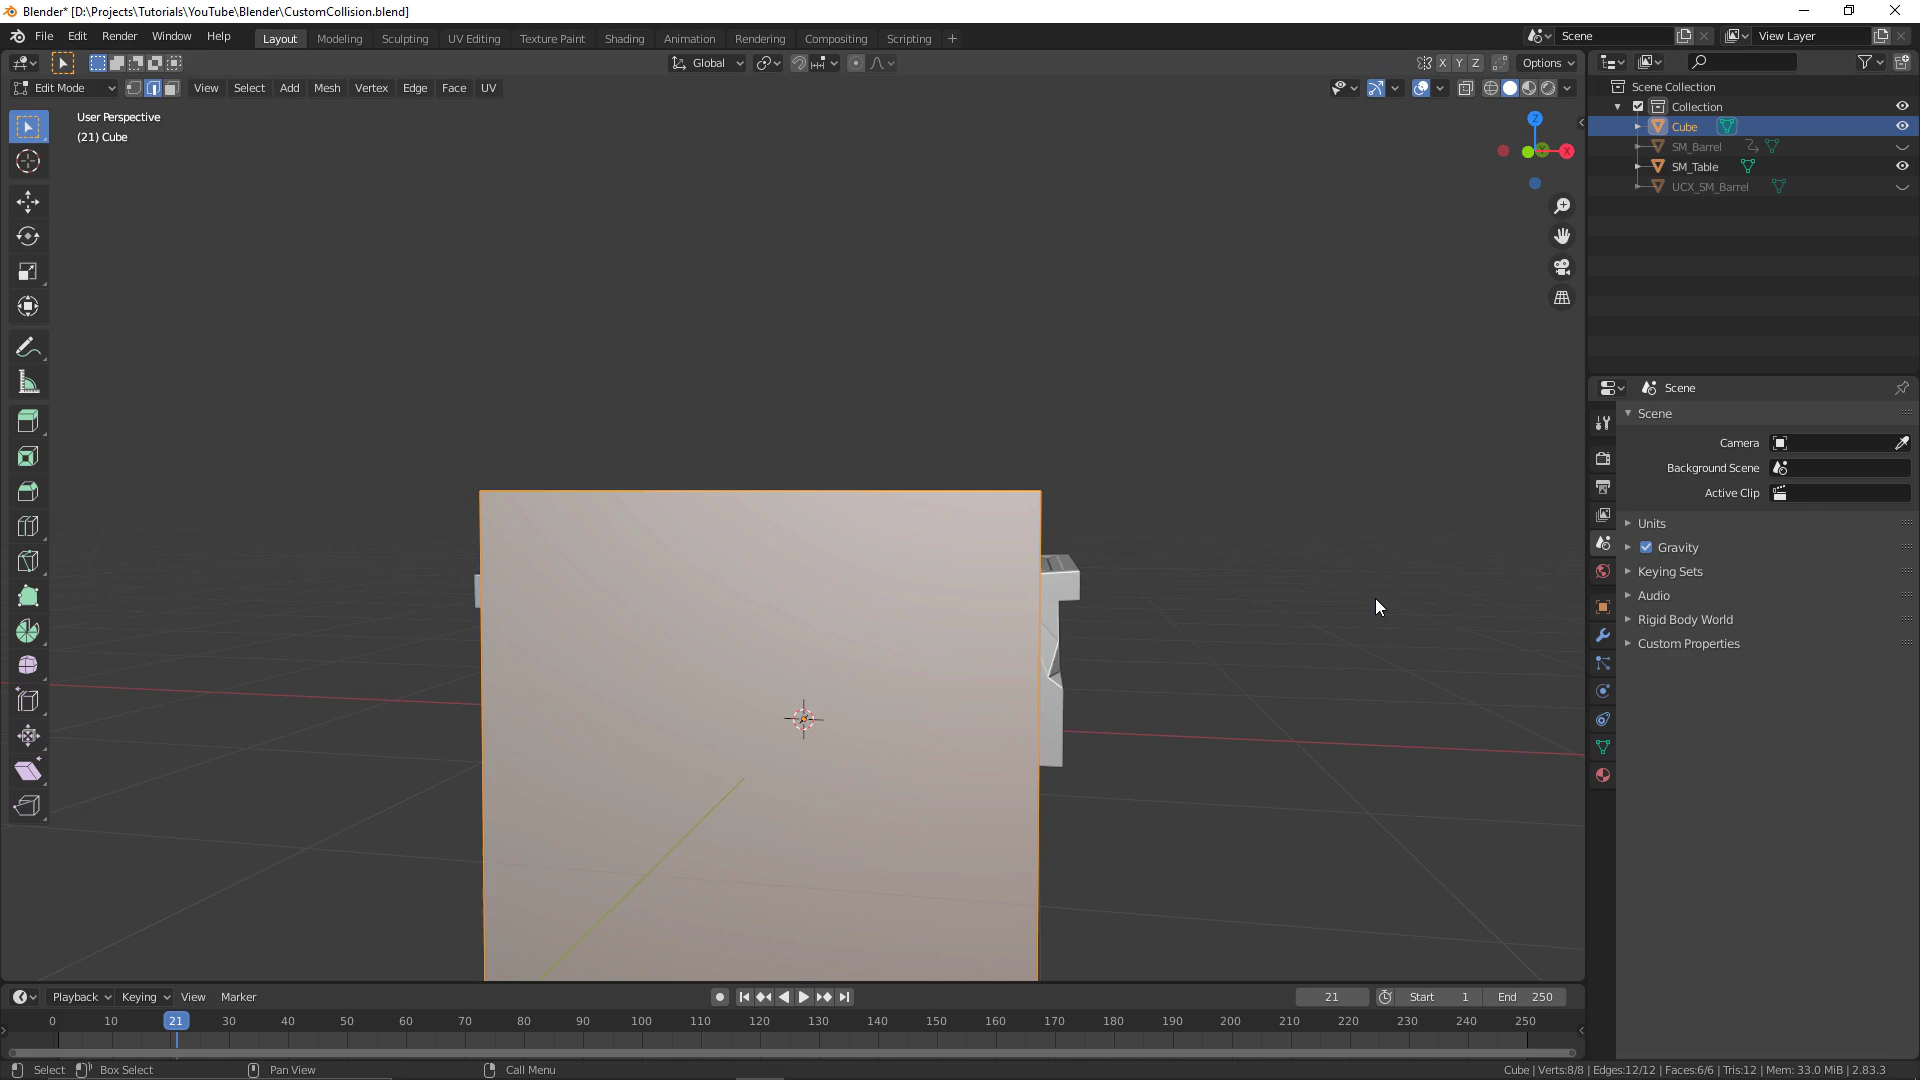 Blender* [D:\Projects\Tutorials\YouTube\Blender\CustomCollision.blend]
File Edit Render Window Help Layout Modeling Sculpting UV Editing Texture Paint Shading Animation Rendering Compositing Scripting + Scene View Layer
Global X Y Z Options
Edit Mode View Select Add Mesh Vertex Edge Face UV
User Perspective
(21) Cube
Z
X
Y
Scene Collection
Collection
Cube
SM_Barrel
SM_Table
UCX_SM_Barrel
Scene
Scene
Camera
Background Scene
Active Clip
Units
Gravity
Keying Sets
Audio
Rigid Body World
Custom Properties
Playback Keying View Marker 21 Start 1 End 250
0 10 21 30 40 50 60 70 80 90 100 110 120 130 140 150 160 170 180 190 200 210 220 230 240 250
Select Box Select Pan View Call Menu Cube | Verts:8/8 | Edges:12/12 | Faces:6/6 | Tris:12 | Mem: 33.0 MiB | 2.83.3